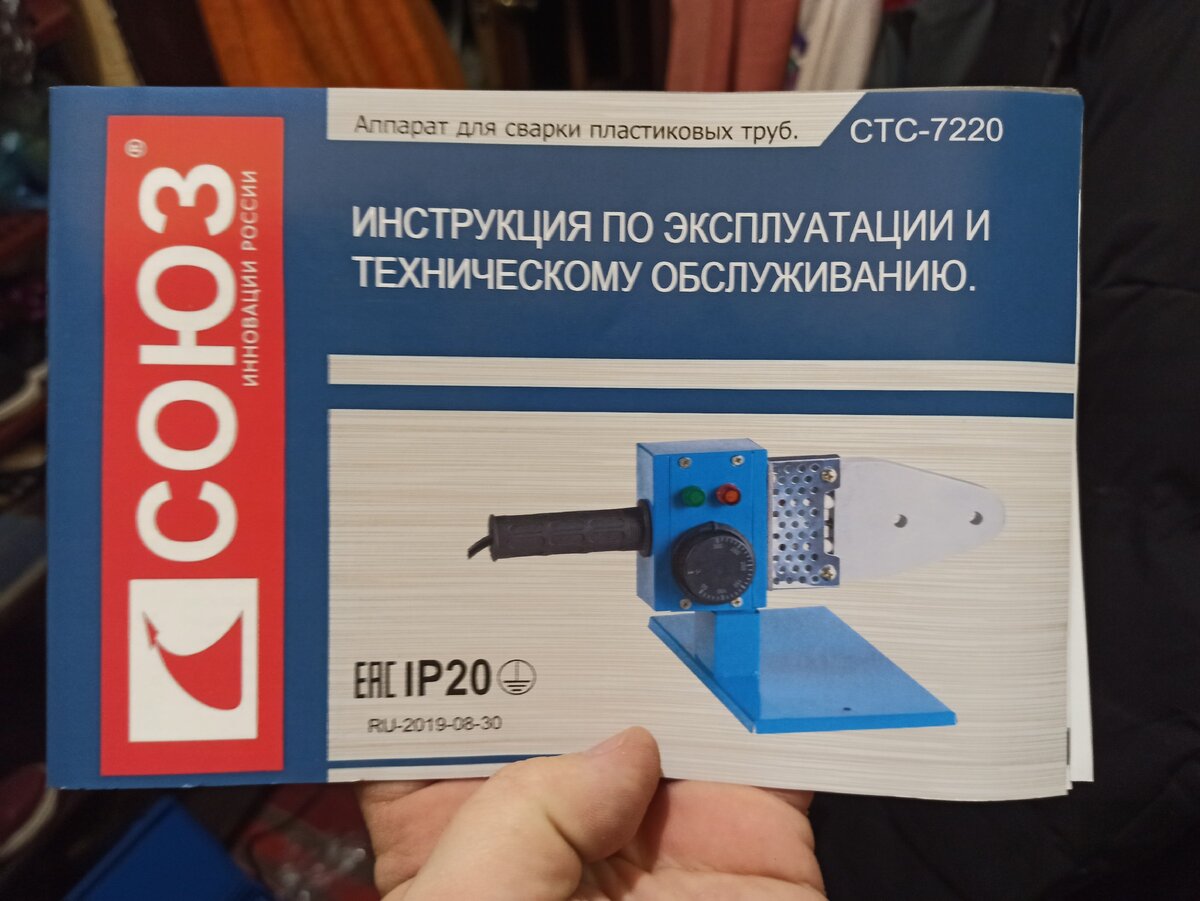 Аппарат для сварки пластиковых труб.
СТС-7220
ИНСТРУКЦИЯ ПО ЭКСПЛУАТАЦИИ И
ТЕХНИЧЕСКОМУ ОБСЛУЖИВАНИЮ.
СОЮЗ®
ИННОВАЦИИ РОССИИ
EAC IP20
RU-2019-08-30